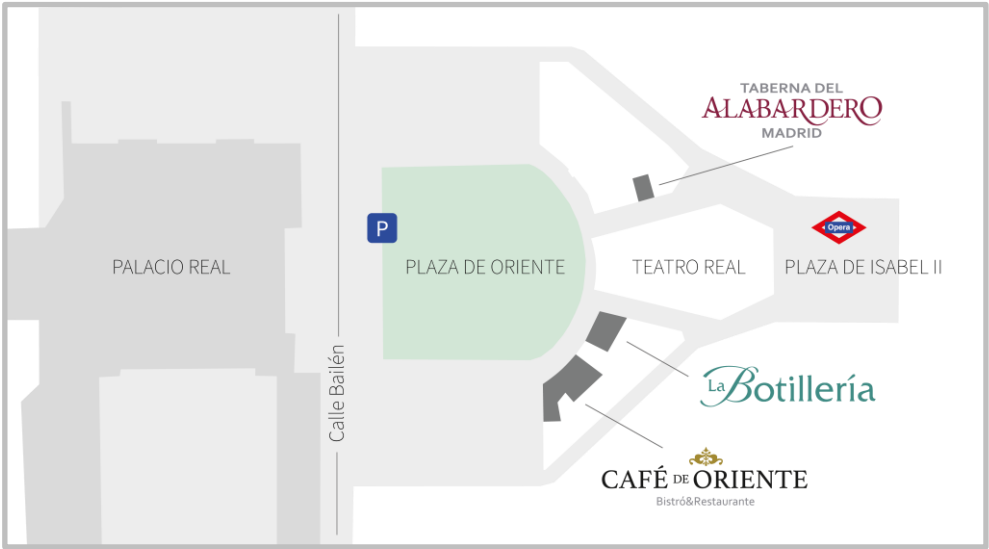 TABERNA DEL
ALABARDERO
MADRID
P
Opera
PALACIO REAL
PLAZA DE ORIENTE
TEATRO REAL
PLAZA DE ISABEL II
Calle Bailén
La Botillería
CAFÉ DE ORIENTE
Bistró&Restaurante